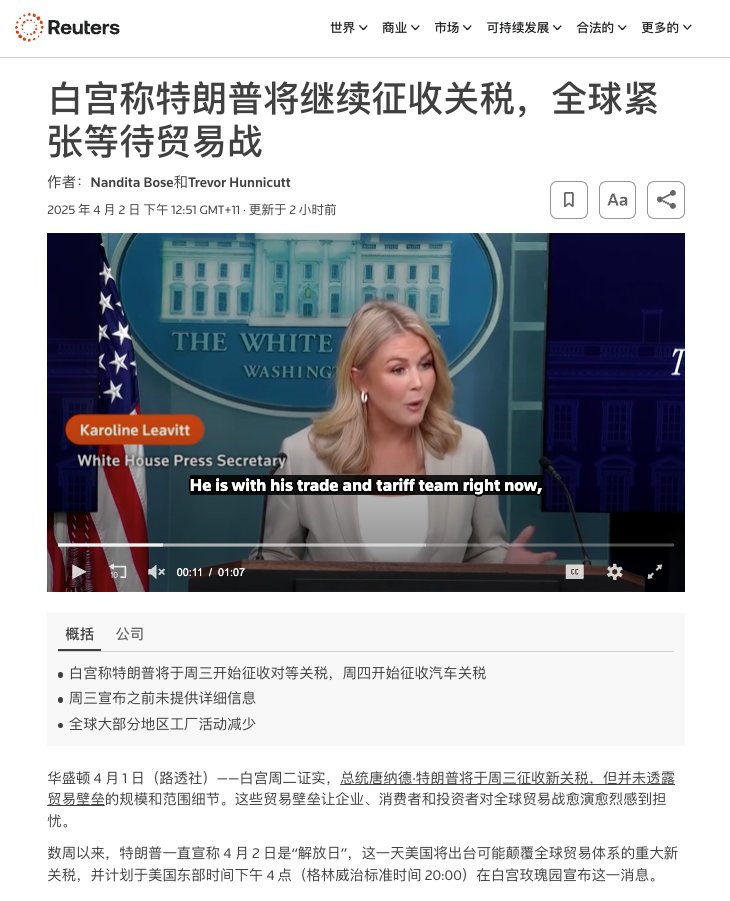 Reuters
世界 商业 市场 可持续发展 合法的 更多的
白宫称特朗普将继续征收关税，全球紧
张等待贸易战
作者：Nandita Bose和Trevor Hunnicutt
2025 年 4 月 2 日 下午 12:51 GMT+11 · 更新于 2 小时前
Aa
THE WHITE
WASHING
T
Karoline Leavitt
White House Press Secretary
He is with his trade and tariff team right now,
10
00:11 / 01:07
CC
概括 公司
白宫称特朗普将于周三开始征收对等关税，周四开始征收汽车关税
周三宣布之前未提供详细信息
全球大部分地区工厂活动减少
华盛顿 4 月 1 日（路透社）——白宫周二证实，总统唐纳德·特朗普将于周三征收新关税，但并未透露
贸易壁垒的规模和范围细节。这些贸易壁垒让企业、消费者和投资者对全球贸易战愈演愈烈感到担
忧。
数周以来，特朗普一直宣称 4 月 2 日是“解放日”，这一天美国将出台可能颠覆全球贸易体系的重大新
关税，并计划于美国东部时间下午 4 点（格林威治标准时间 20:00）在白宫玫瑰园宣布这一消息。